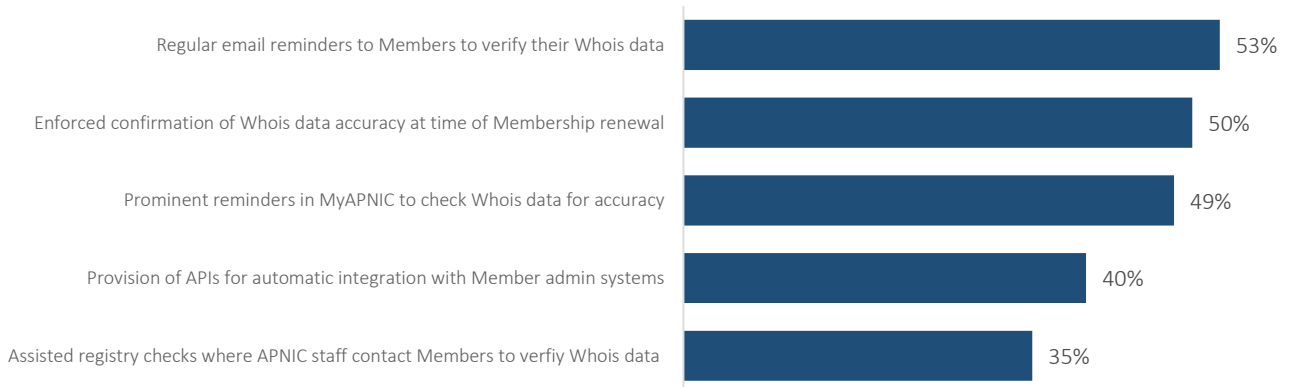 Regular email reminders to Members to verify their Whois data 53%
Enforced confirmation of Whois data accuracy at time of Membership renewal 50%
Prominent reminders in MyAPNIC to check Whois data for accuracy 49%
Provision of APIs for automatic integration with Member admin systems 40%
Assisted registry checks where APNIC staff contact Members to verfiy Whois data 35%